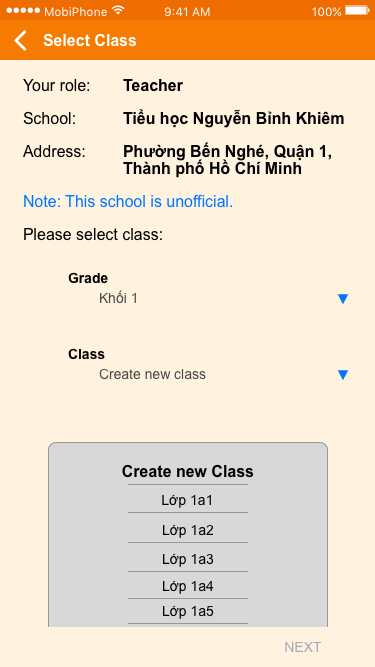 MobiPhone 9:41 AM 100%
Select Class
Your role: Teacher
School: Tiểu học Nguyễn Bỉnh Khiêm
Address: Phường Bến Nghé, Quận 1,
Thành phố Hồ Chí Minh
Note: This school is unofficial.
Please select class:
Grade
Khối 1
Class
Create new class
Create new Class
Lớp 1a1
Lớp 1a2
Lớp 1a3
Lớp 1a4
Lớp 1a5
NEXT